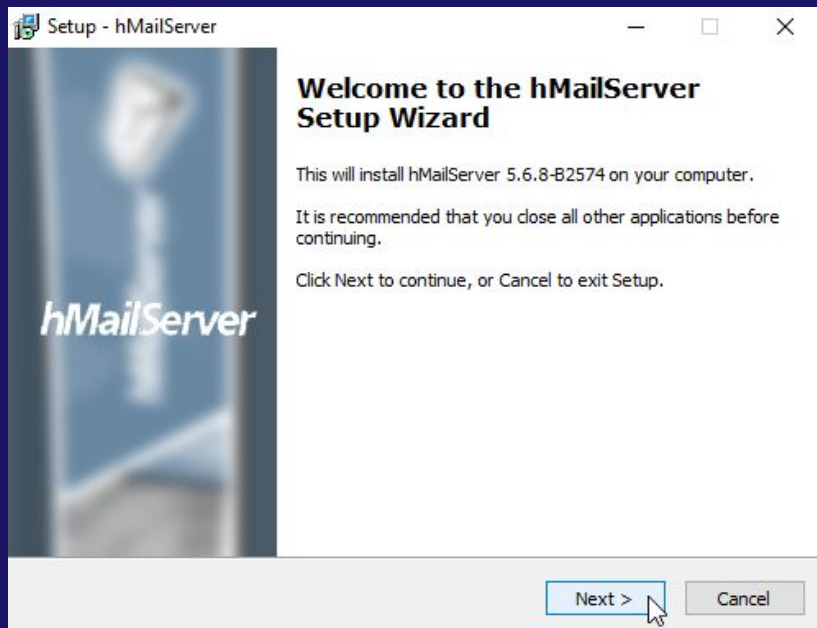 Setup - hMailServer
Welcome to the hMailServer
Setup Wizard
This will install hMailServer 5.6.8-B2574 on your computer.
It is recommended that you close all other applications before
continuing.
Click Next to continue, or Cancel to exit Setup.
hMailServer
Next >
Cancel